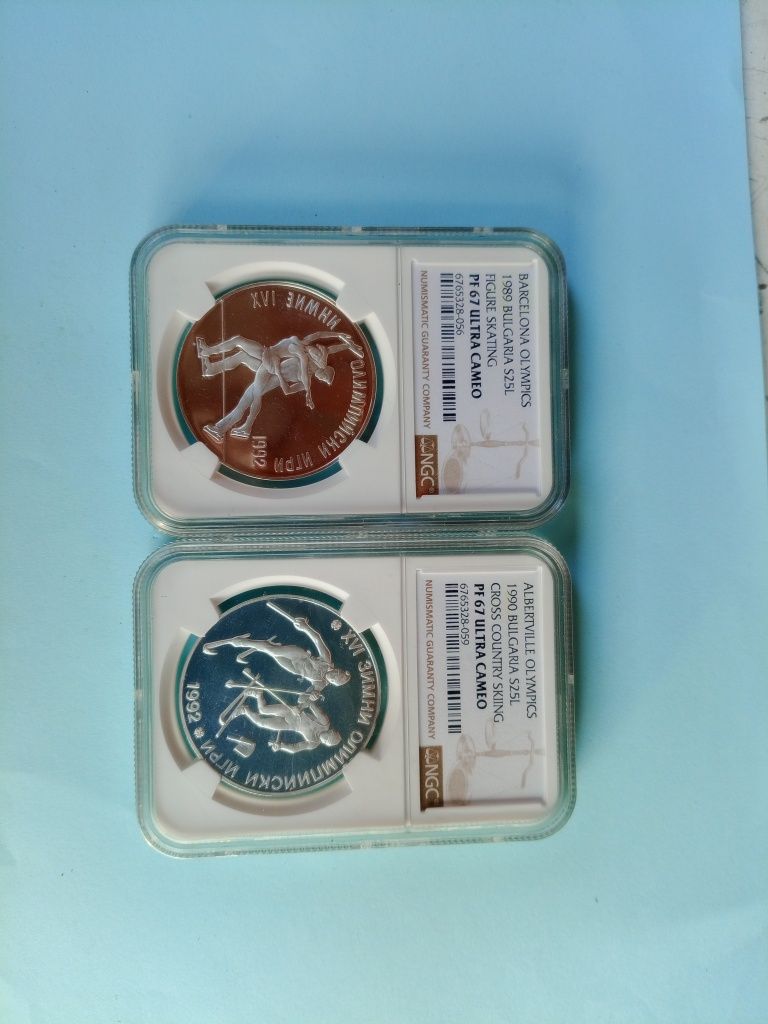 BARCELONA OLYMPICS
1989 BULGARIA S25L
FIGURE SKATING
PF 67 ULTRA CAMEO
6765328-056
NUMISMATIC GUARANTY COMPANY
NGC
XVI ЗИМНИ ОЛИМПИЙСКИ ИГРИ
1992
ALBERTVILLE OLYMPICS
1990 BULGARIA S25L
CROSS COUNTRY SKIING
PF 67 ULTRA CAMEO
6765328-059
NUMISMATIC GUARANTY COMPANY
NGC
XVI ЗИМНИ ОЛИМПИЙСКИ ИГРИ
1992